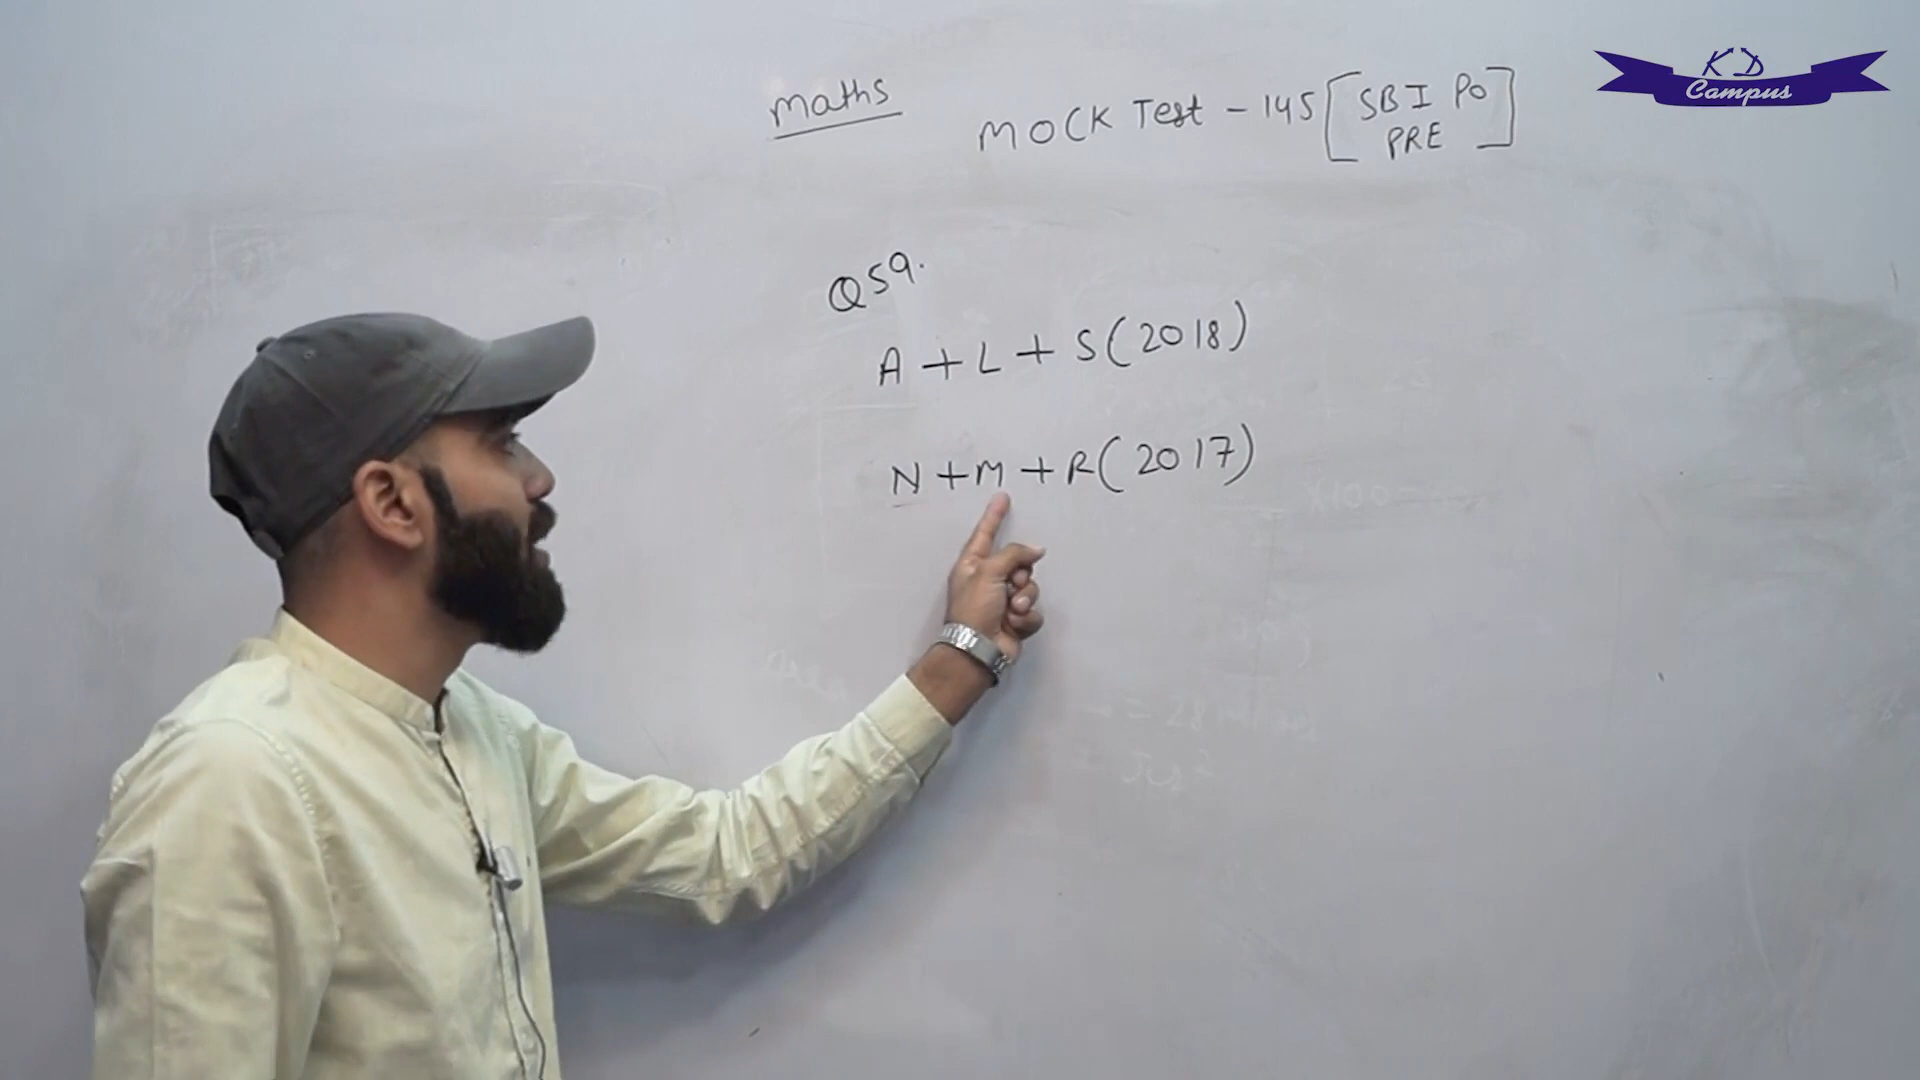 KD
Campus
Maths
MOCK Test - 145 [SBI PO
PRE]
Q59.
A + L + S(2018)
N + M + R(2017)